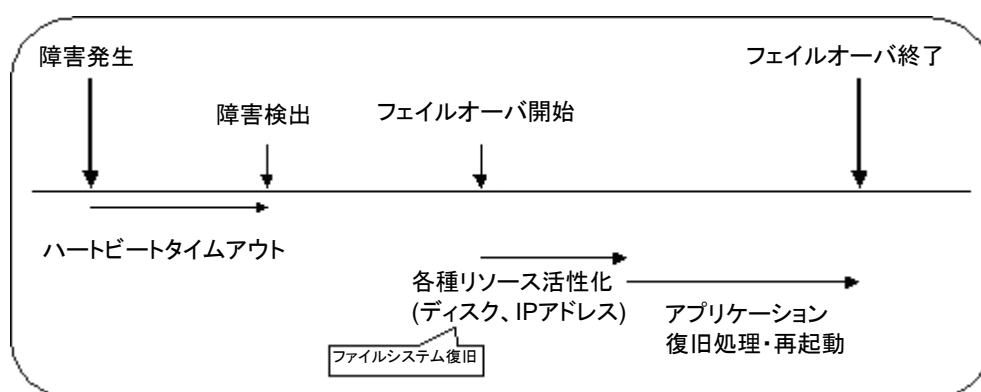 障害発生
フェイルオーバ終了
障害検出
フェイルオーバ開始
ハートビートタイムアウト
各種リソース活性化
(ディスク、IPアドレス)
アプリケーション
復旧処理・再起動
ファイルシステム復旧